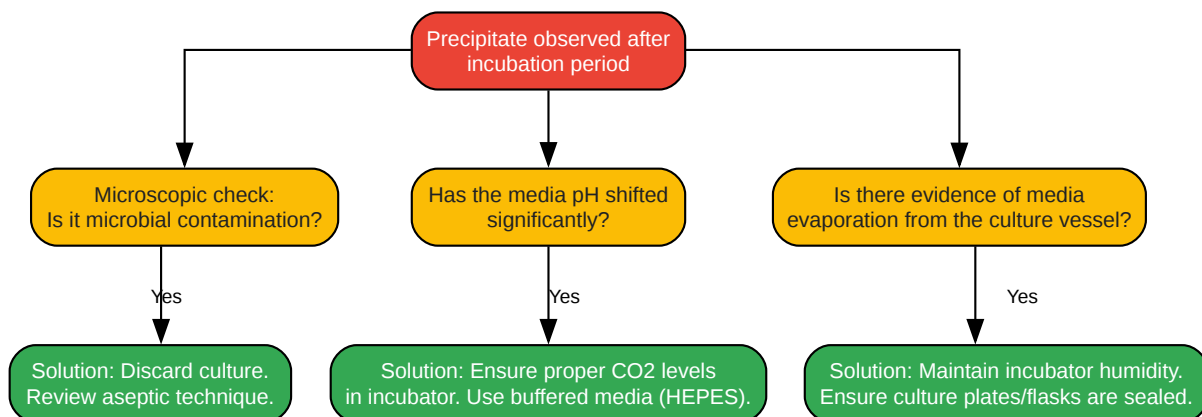 Precipitate observed after
incubation period
Microscopic check:
Is it microbial contamination?
Has the media pH shifted
significantly?
Is there evidence of media
evaporation from the culture vessel?
Yes
Yes
Yes
Solution: Discard culture.
Review aseptic technique.
Solution: Ensure proper CO2 levels
in incubator. Use buffered media (HEPES).
Solution: Maintain incubator humidity.
Ensure culture plates/flasks are sealed.